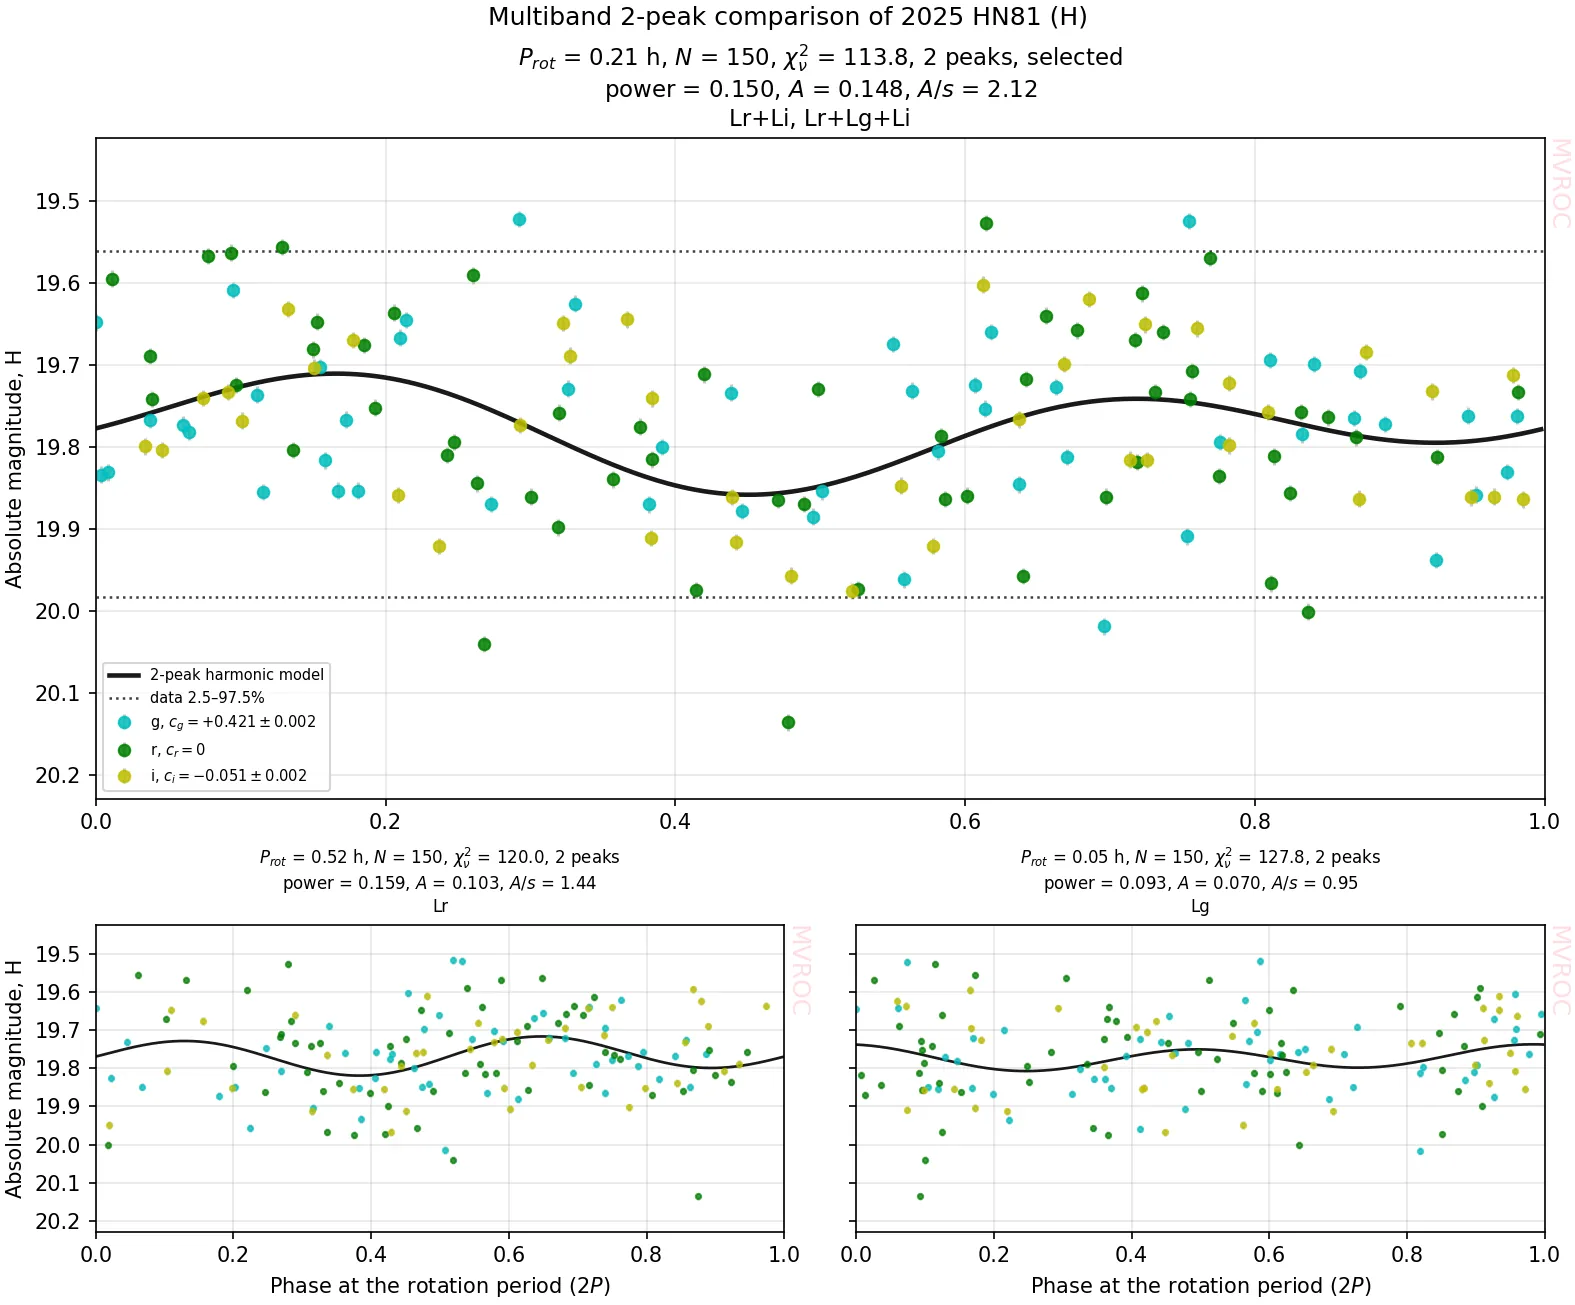 Multiband 2-peak comparison of 2025 HN81 (H)
P_rot = 0.21 h, N = 150, χ²_ν = 113.8, 2 peaks, selected
power = 0.150, A = 0.148, A/s = 2.12
Lr+Li, Lr+Lg+Li
MVROC
Absolute magnitude, H
19.5
19.6
19.7
19.8
19.9
20.0
20.1
20.2
2-peak harmonic model
data 2.5–97.5%
g, c_g = +0.421 ± 0.002
r, c_r = 0
i, c_i = −0.051 ± 0.002
0.0 0.2 0.4 0.6 0.8 1.0
P_rot = 0.52 h, N = 150, χ²_ν = 120.0, 2 peaks
power = 0.159, A = 0.103, A/s = 1.44
Lr
MVROC
Absolute magnitude, H
19.5
19.6
19.7
19.8
19.9
20.0
20.1
20.2
0.0 0.2 0.4 0.6 0.8 1.0
Phase at the rotation period (2P)
P_rot = 0.05 h, N = 150, χ²_ν = 127.8, 2 peaks
power = 0.093, A = 0.070, A/s = 0.95
Lg
MVROC
0.0 0.2 0.4 0.6 0.8 1.0
Phase at the rotation period (2P)